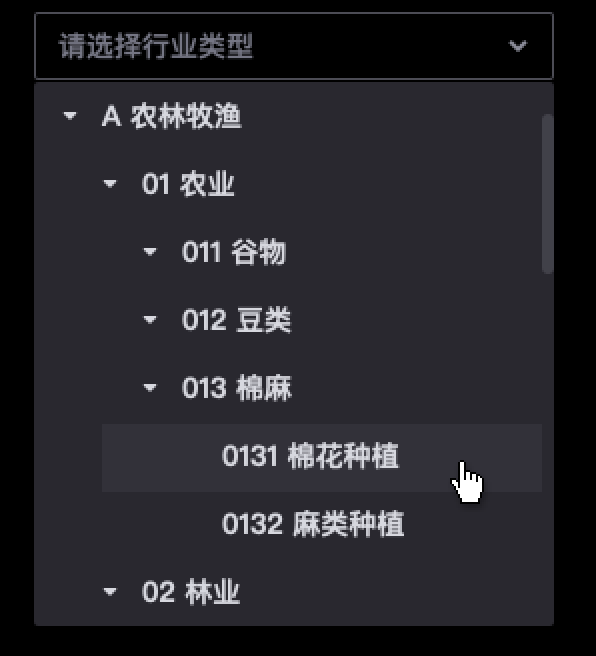 请选择行业类型
A 农林牧渔
01 农业
011 谷物
012 豆类
013 棉麻
0131 棉花种植
0132 麻类种植
02 林业